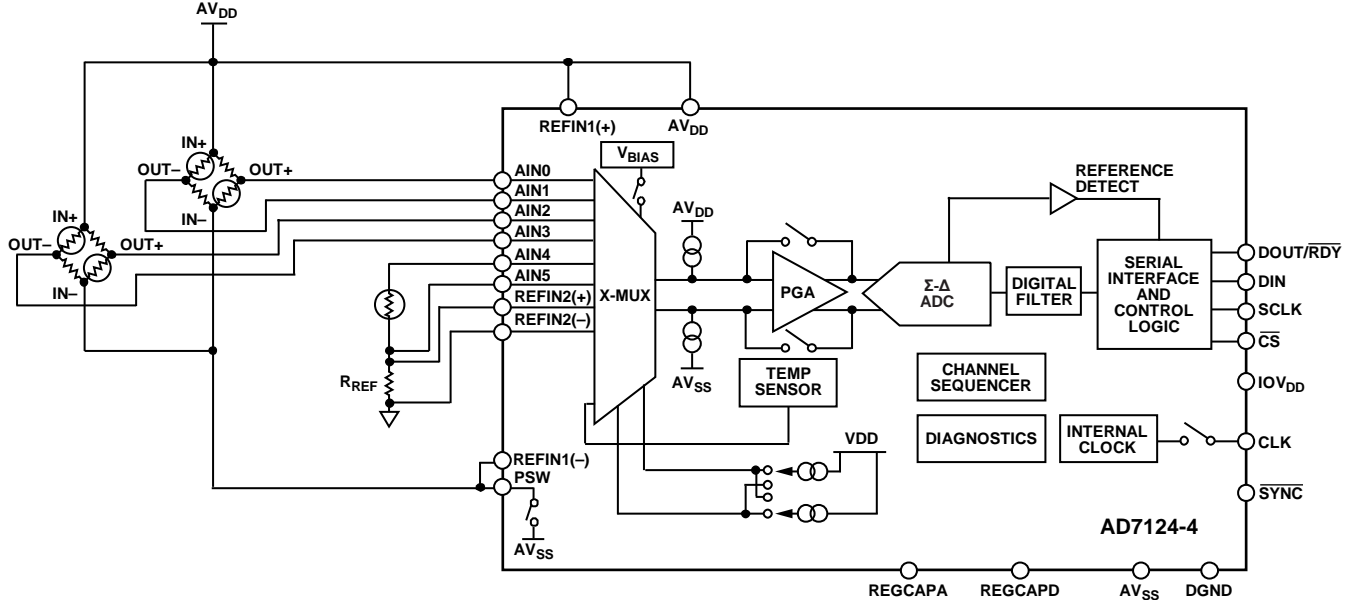 AVDD
REFIN1(+)
AVDD
IN+
OUT–
OUT+
IN–
IN+
OUT–
OUT+
IN–
AIN0
AIN1
AIN2
AIN3
AIN4
AIN5
REFIN2(+)
REFIN2(–)
RREF
REFIN1(–)
PSW
AVSS
VBIAS
X-MUX
AVDD
AVSS
PGA
TEMP
SENSOR
VDD
Σ-Δ
ADC
DIGITAL
FILTER
REFERENCE
DETECT
SERIAL
INTERFACE
AND
CONTROL
LOGIC
CHANNEL
SEQUENCER
DIAGNOSTICS
INTERNAL
CLOCK
DOUT/RDY
DIN
SCLK
CS
IOVDD
CLK
SYNC
AD7124-4
REGCAPA
REGCAPD
AVSS
DGND